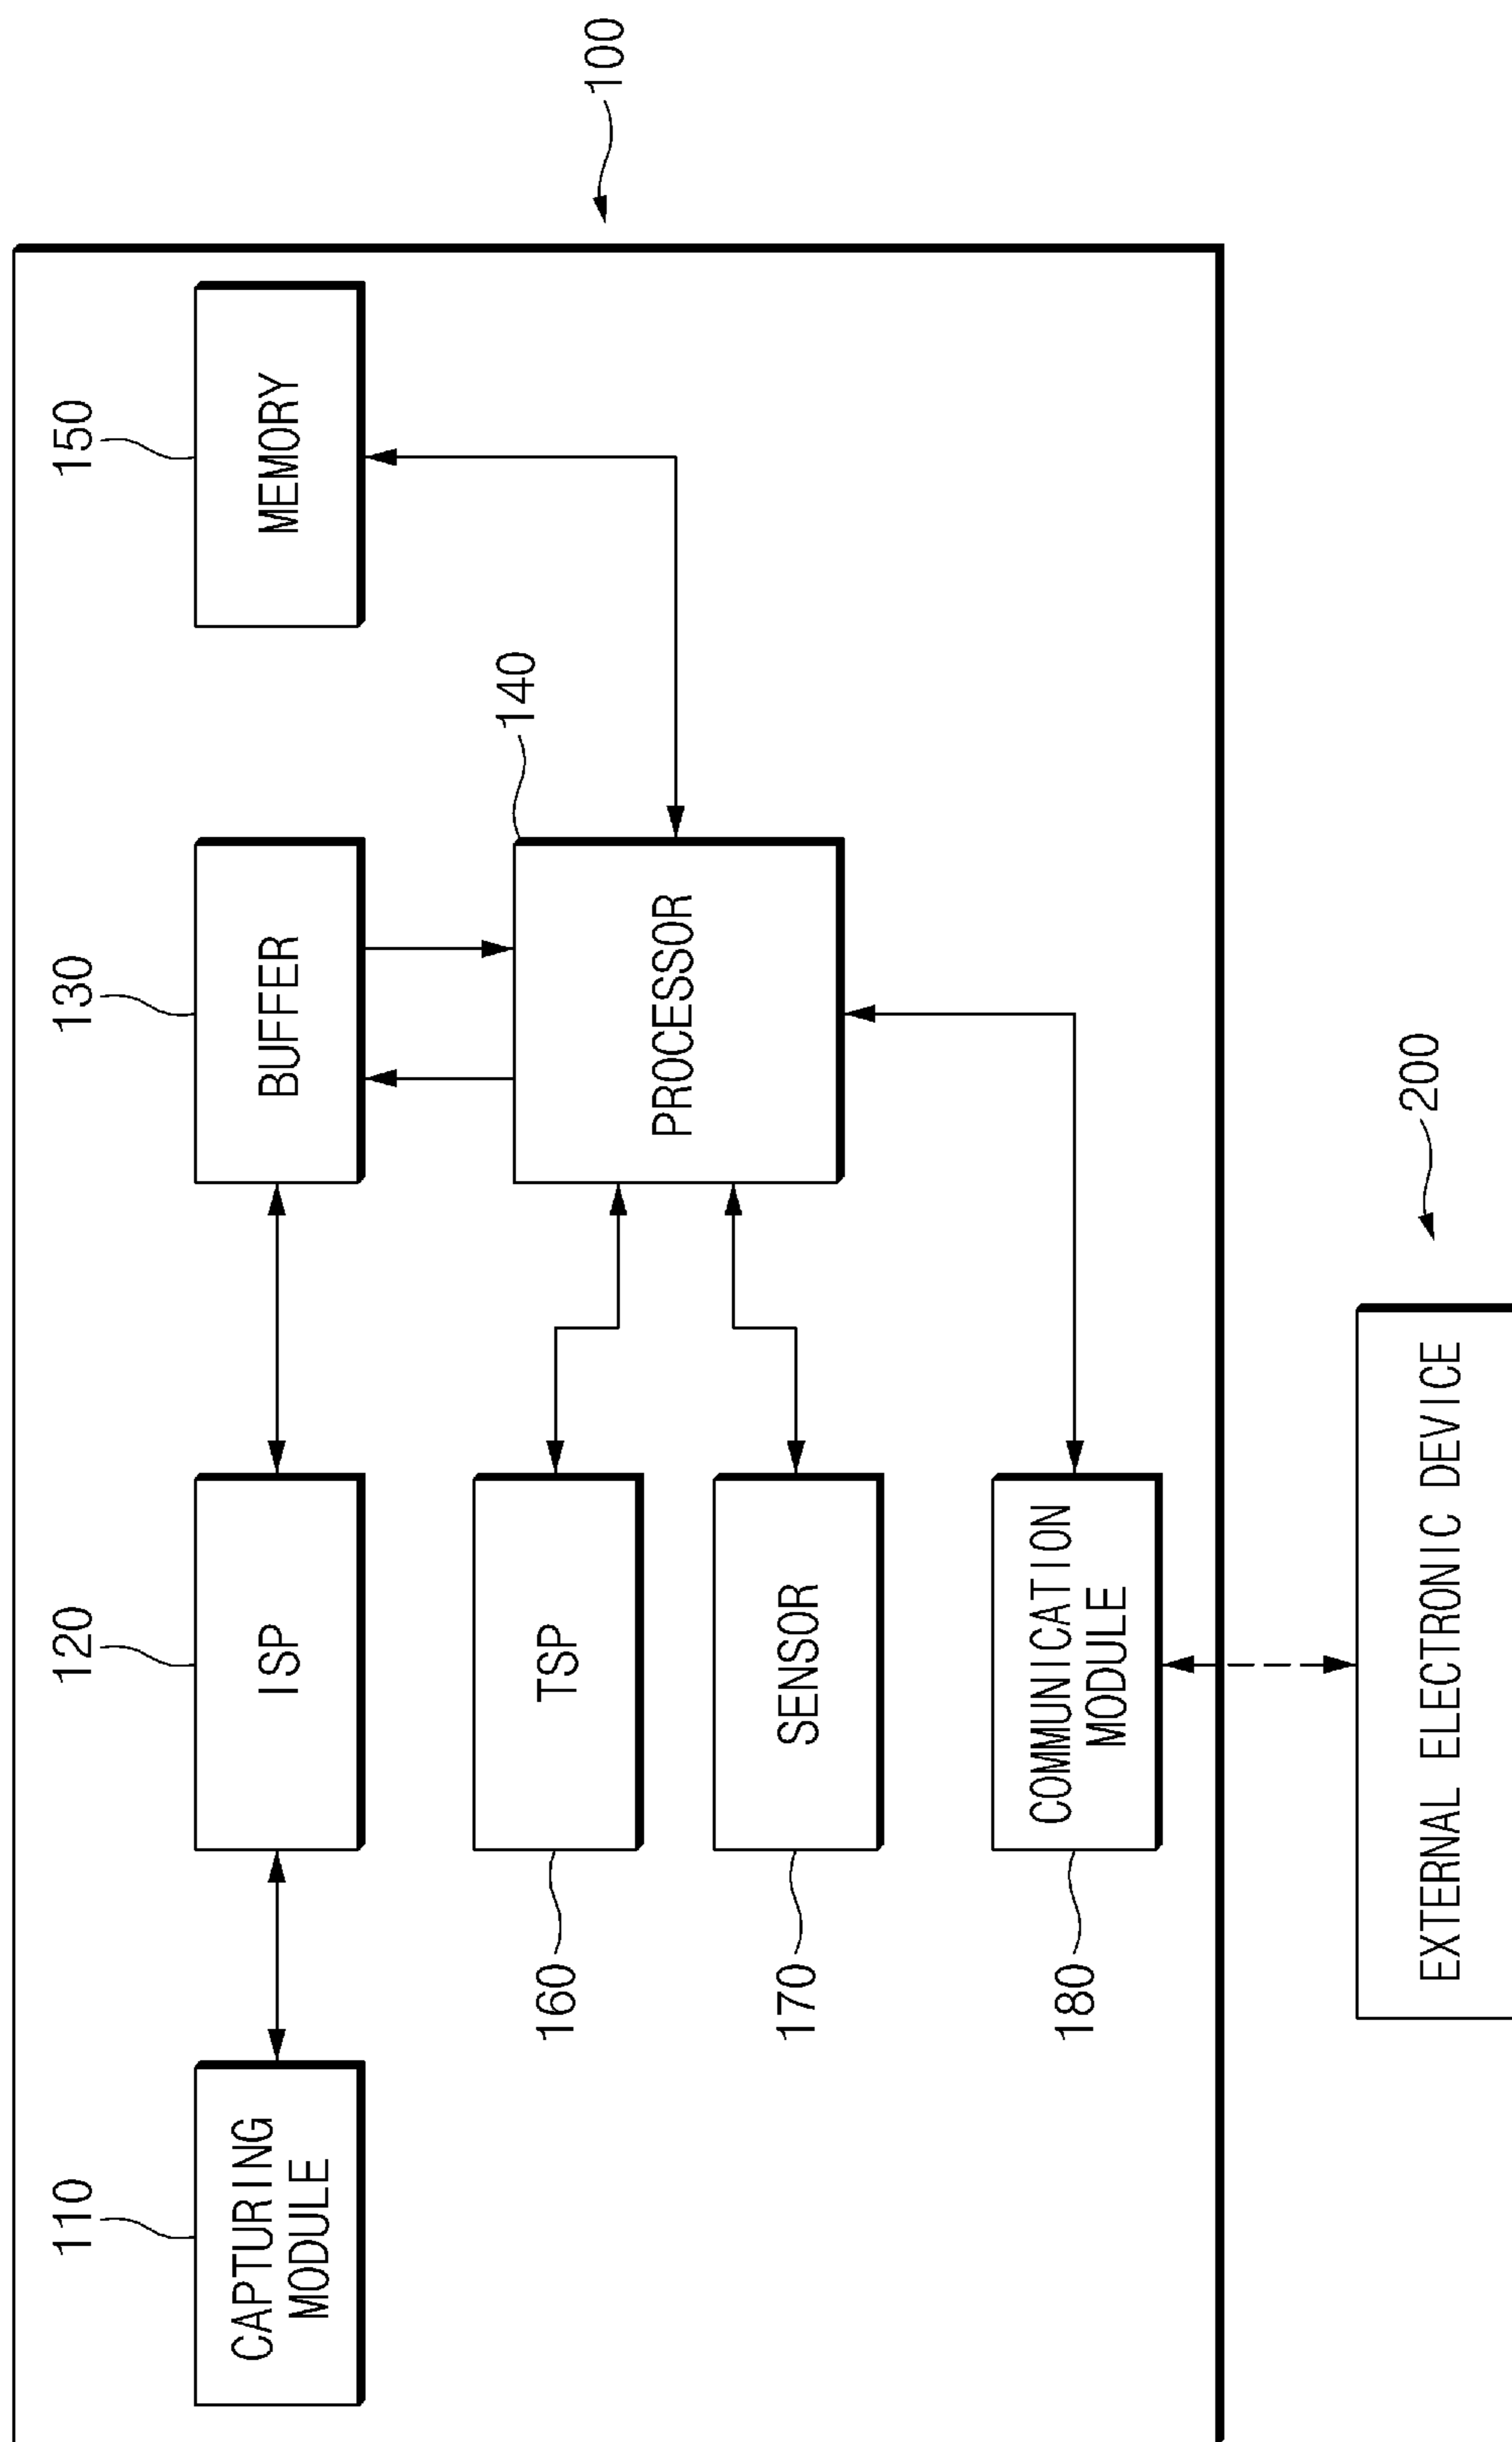 100
110
120
130
150
CAPTURING
MODULE
ISP
BUFFER
MEMORY
140
TSP
PROCESSOR
160
SENSOR
170
COMMUNICATION
MODULE
180
200
EXTERNAL ELECTRONIC DEVICE